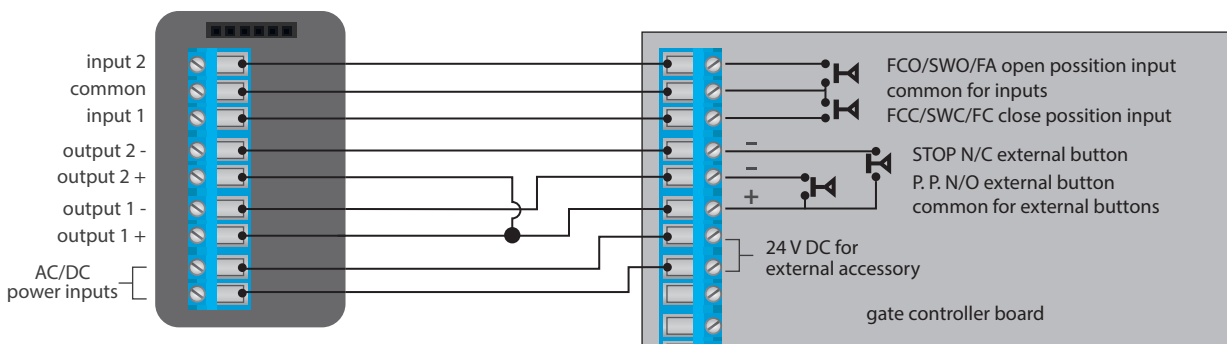 input 2
common
input 1
output 2 -
output 2 +
output 1 -
output 1 +
AC/DC
power inputs
FCO/SWO/FA open possition input
common for inputs
FCC/SWC/FC close possition input
−
STOP N/C external button
−
P. P. N/O external button
+
common for external buttons
24 V DC for
external accessory
gate controller board